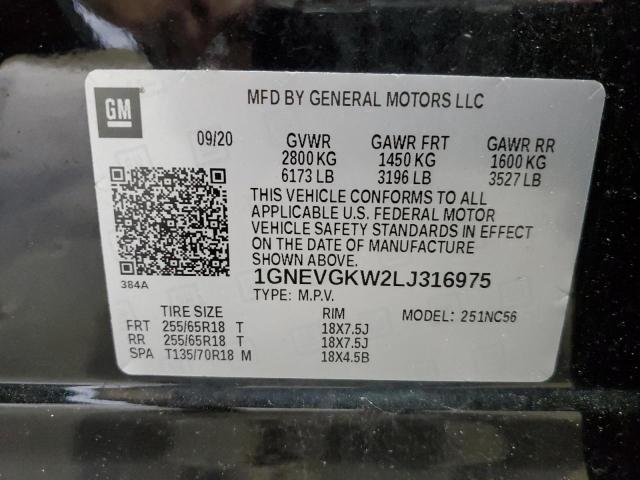 GM
MFD BY GENERAL MOTORS LLC
09/20 GVWR GAWR FRT GAWR RR
2800 KG 1450 KG 1600 KG
6173 LB 3196 LB 3527 LB
THIS VEHICLE CONFORMS TO ALL
APPLICABLE U.S. FEDERAL MOTOR
VEHICLE SAFETY STANDARDS IN EFFECT
ON THE DATE OF MANUFACTURE
SHOWN ABOVE.
384A
1GNEVGKW2LJ316975
TYPE: M.P.V.
TIRE SIZE RIM MODEL: 251NC56
FRT 255/65R18 T 18X7.5J
RR 255/65R18 T 18X7.5J
SPA T135/70R18 M 18X4.5B